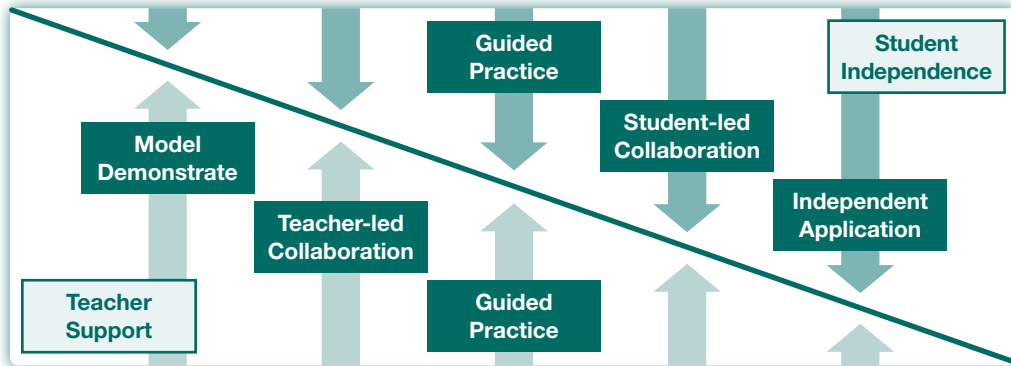 Guided
Practice
Student
Independence
Model
Demonstrate
Student-led
Collaboration
Teacher-led
Collaboration
Independent
Application
Teacher
Support
Guided
Practice